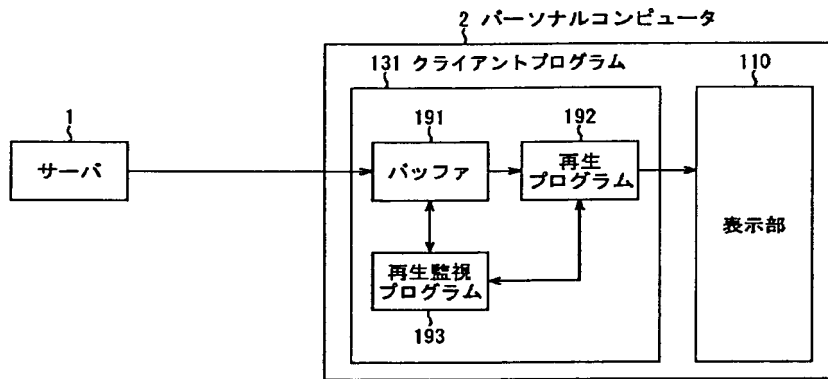 2 パーソナルコンピュータ
131 クライアントプログラム
110
1
191
192
サーバ
バッファ
再生
プログラム
表示部
再生監視
プログラム
193